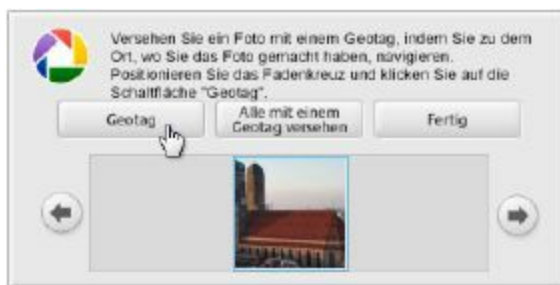 Versehen Sie ein Foto mit einem Geotag, indem Sie zu dem
Ort, wo Sie das Foto gemacht haben, navigieren.
Positionieren Sie das Fadenkreuz und klicken Sie auf die
Schaltfläche "Geotag".
Geotag
Alle mit einem
Geotag versehen
Fertig